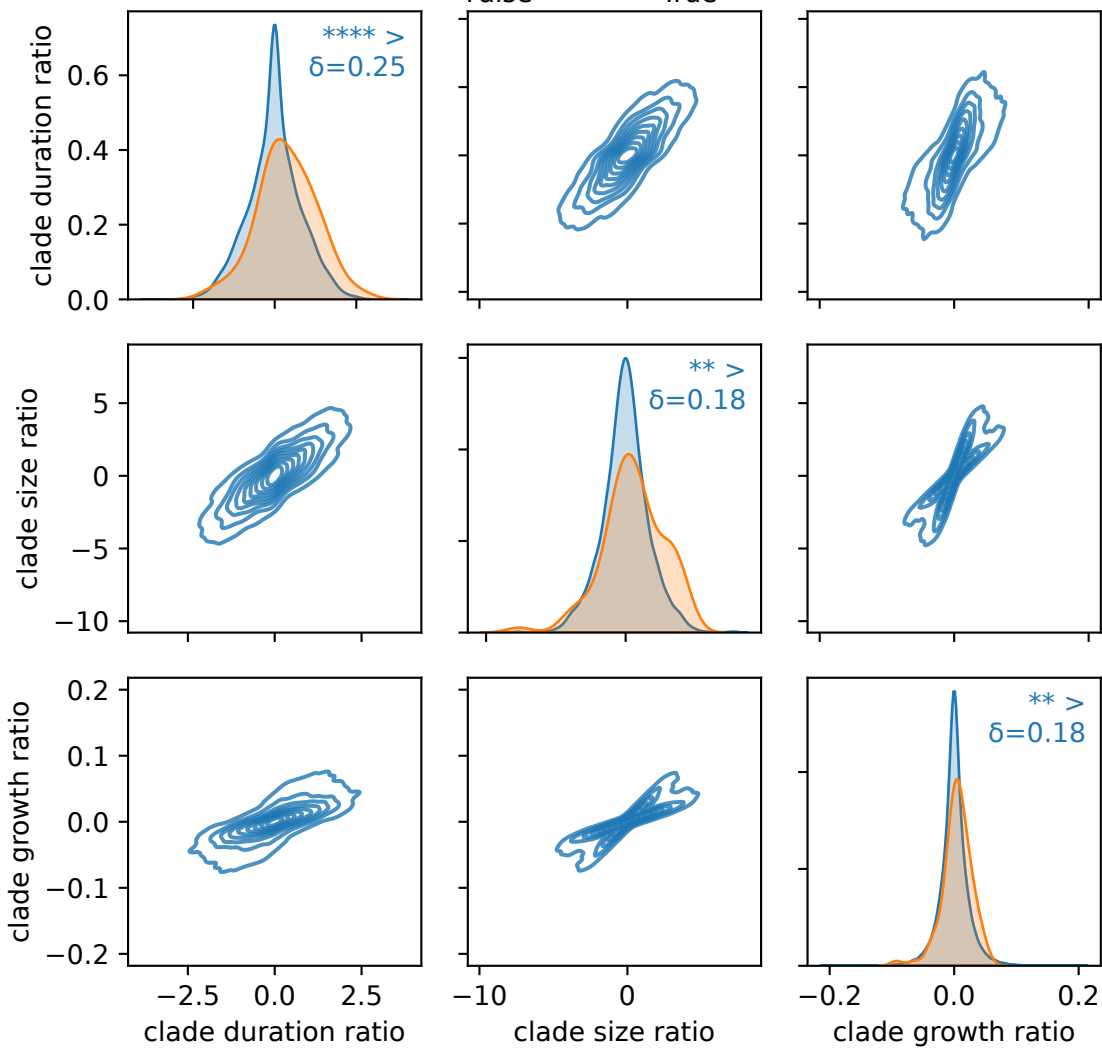 False True
clade duration ratio
0.6
0.4
0.2
0.0
**** >
δ=0.25
clade size ratio
5
0
−5
−10
** >
δ=0.18
clade growth ratio
0.2
0.1
0.0
−0.1
−0.2
** >
δ=0.18
−2.5 0.0 2.5
−10 0
−0.2 0.0 0.2
clade duration ratio
clade size ratio
clade growth ratio